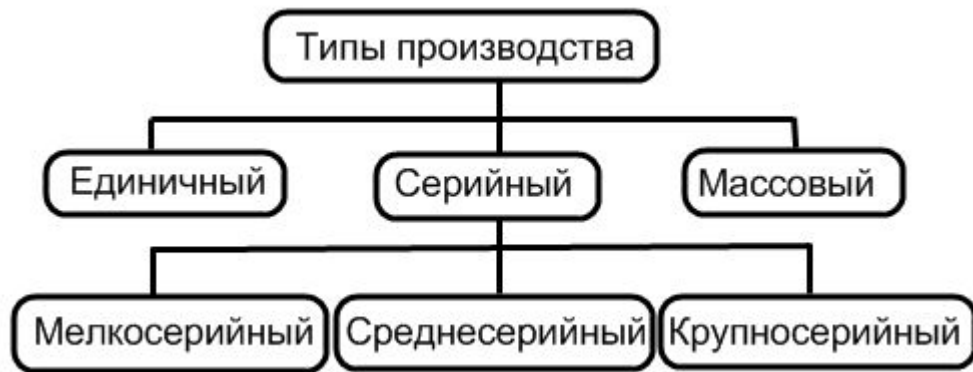 Типы производства
Единичный
Серийный
Массовый
Мелкосерийный
Среднесерийный
Крупносерийный